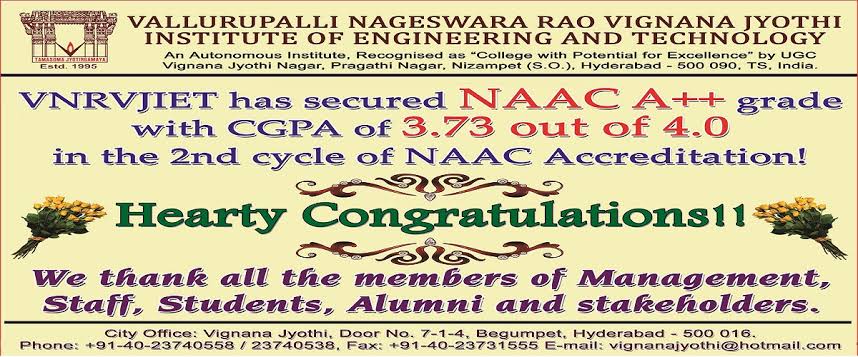 VALLURUPALLI NAGESWARA RAO VIGNANA JYOTHI
INSTITUTE OF ENGINEERING AND TECHNOLOGY
TAMASOMA JYOTIRGAMAYA
Estd. 1995
An Autonomous Institute, Recognised as "College with Potential for Excellence" by UGC
Vignana Jyothi Nagar, Pragathi Nagar, Nizampet (S.O.), Hyderabad - 500 090, TS, India.
VNRVJIET has secured NAAC A++ grade
with CGPA of 3.73 out of 4.0
in the 2nd cycle of NAAC Accreditation!
Hearty Congratulations!!
We thank all the members of Management,
Staff, Students, Alumni and stakeholders.
City Office: Vignana Jyothi, Door No. 7-1-4, Begumpet, Hyderabad - 500 016.
Phone: +91-40-23740558 / 23740538, Fax: +91-40-23731555 E-mail: vignanajyothi@hotmail.com